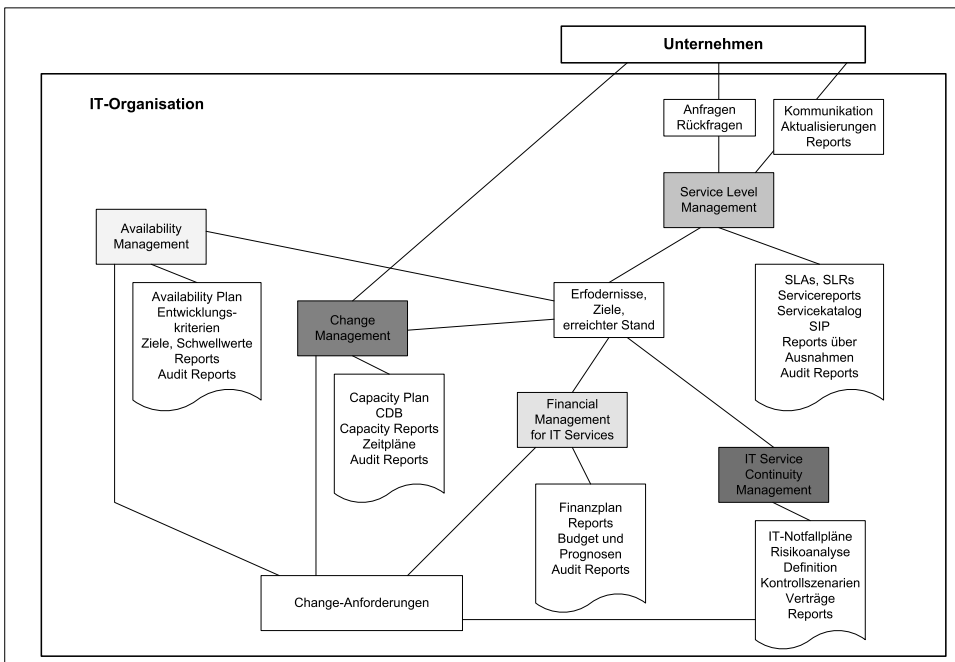 Unternehmen
IT-Organisation
Anfragen
Rückfragen
Kommunikation
Aktualisierungen
Reports
Service Level
Management
Availability
Management
SLAs, SLRs
Servicereports
Servicekatalog
SIP
Reports über
Ausnahmen
Audit Reports
Availability Plan
Entwicklungs-
kriterien
Ziele, Schwellwerte
Reports
Audit Reports
Change
Management
Erfodernisse,
Ziele,
erreichter Stand
Capacity Plan
CDB
Capacity Reports
Zeitpläne
Audit Reports
Financial
Management
for IT Services
IT Service
Continuity
Management
Finanzplan
Reports
Budget und
Prognosen
Audit Reports
IT-Notfallpläne
Risikoanalyse
Definition
Kontrollszenarien
Verträge
Reports
Change-Anforderungen